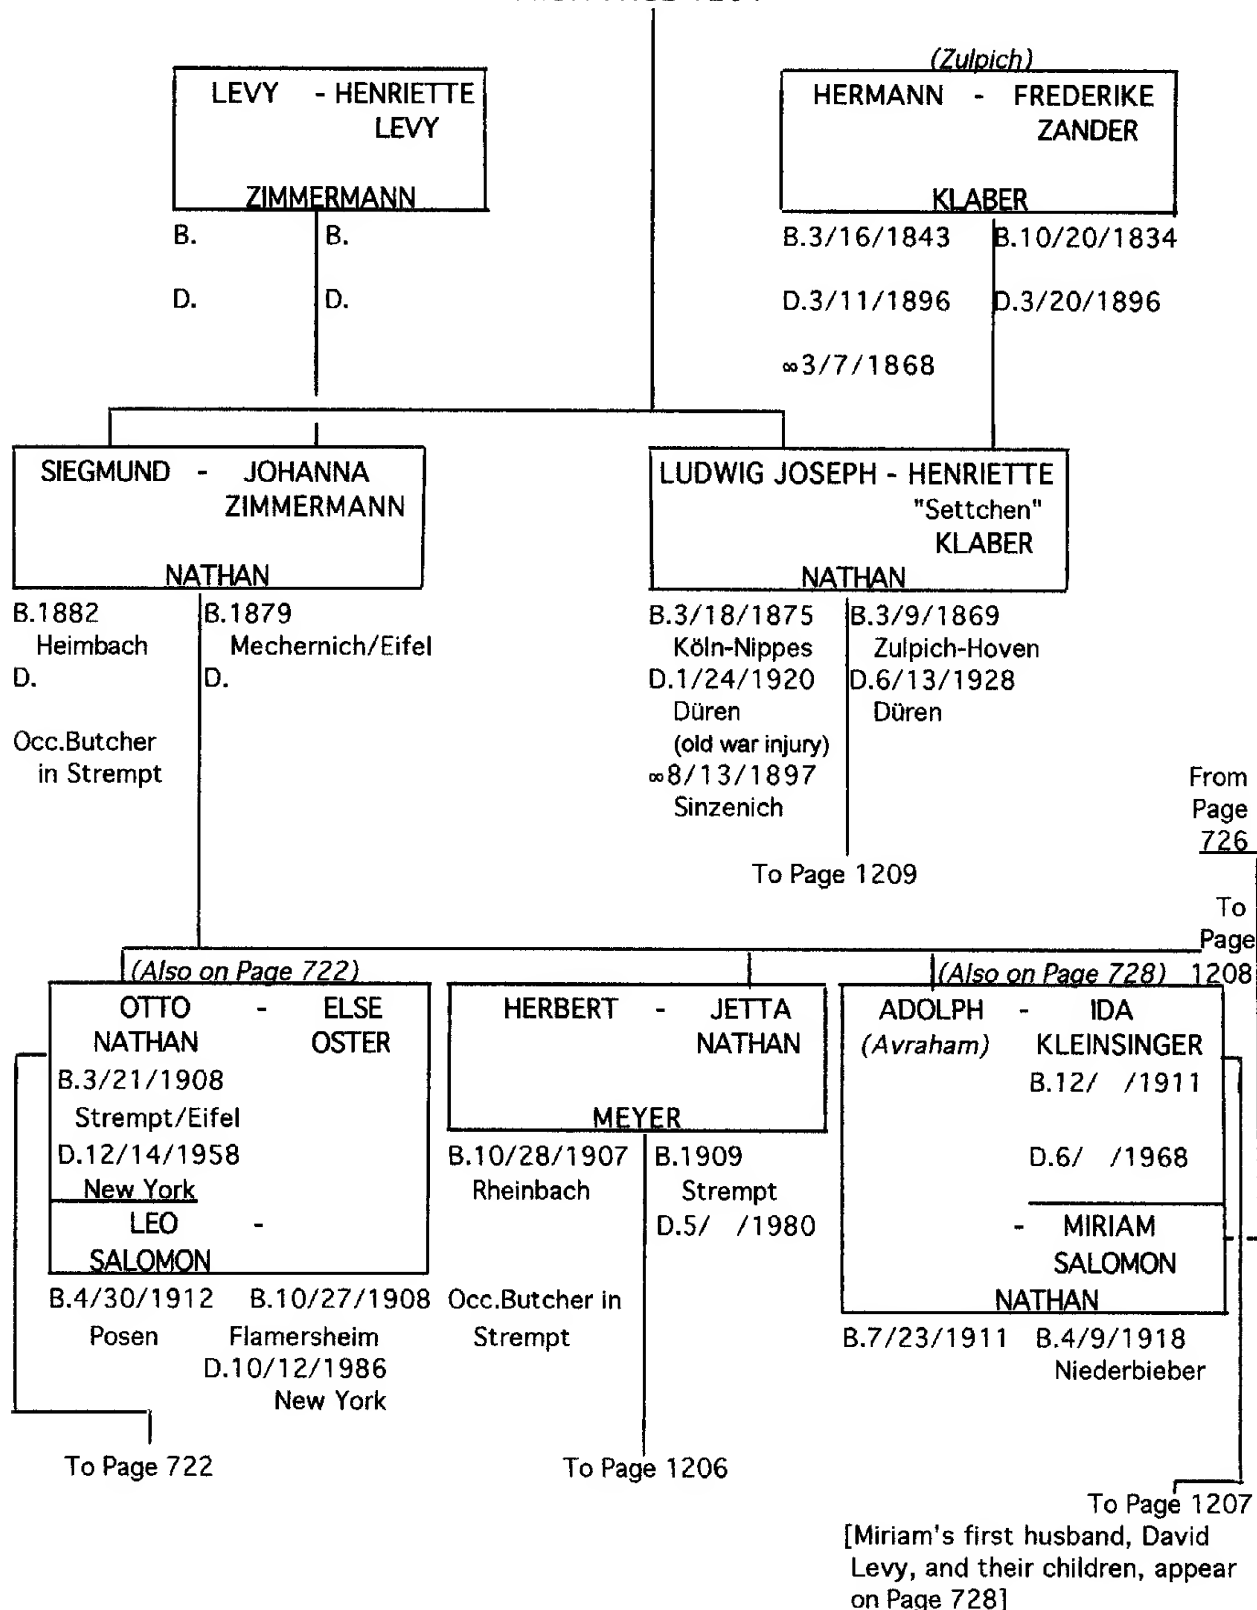 LEVY - HENRIETTE
LEVY
ZIMMERMANN
B. B.
D. D.
(Zulpich)
HERMANN - FREDERIKE
ZANDER
KLABER
B.3/16/1843 B.10/20/1834
D.3/11/1896 D.3/20/1896
∞3/7/1868
SIEGMUND - JOHANNA
ZIMMERMANN
NATHAN
B.1882 B.1879
Heimbach Mechernich/Eifel
D. D.
Occ.Butcher
in Strempt
LUDWIG JOSEPH - HENRIETTE
"Settchen"
KLABER
NATHAN
B.3/18/1875 B.3/9/1869
Köln-Nippes Zulpich-Hoven
D.1/24/1920 D.6/13/1928
Düren Düren
(old war injury)
∞8/13/1897
Sinzenich
To Page 1209
From
Page
726
To
Page
1208
(Also on Page 722)
OTTO - ELSE
NATHAN OSTER
B.3/21/1908
Strempt/Eifel
D.12/14/1958
New York
LEO -
SALOMON
B.4/30/1912 B.10/27/1908
Posen Flamersheim
D.10/12/1986
New York
To Page 722
HERBERT - JETTA
NATHAN
MEYER
B.10/28/1907 B.1909
Rheinbach Strempt
D.5/ /1980
Occ.Butcher in
Strempt
To Page 1206
(Also on Page 728)
ADOLPH - IDA
(Avraham) KLEINSINGER
B.12/ /1911
D.6/ /1968
- MIRIAM
SALOMON
NATHAN
B.7/23/1911 B.4/9/1918
Niederbieber
To Page 1207
[Miriam's first husband, David
Levy, and their children, appear
on Page 728]